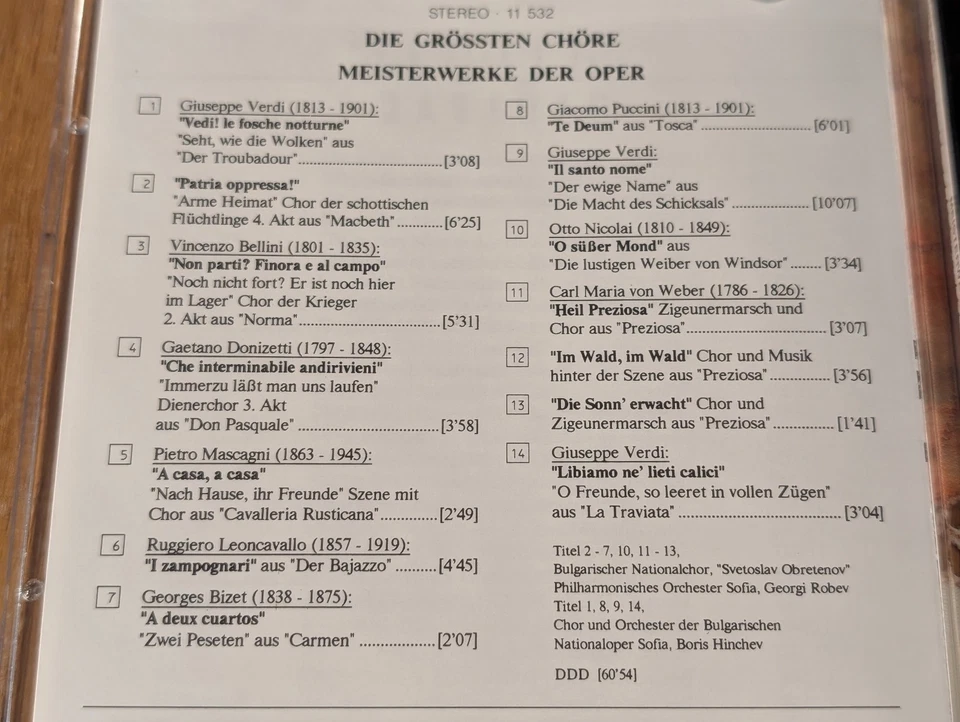 STEREO · 11 532
DIE GRÖSSTEN CHÖRE
MEISTERWERKE DER OPER
1 Giuseppe Verdi (1813 - 1901):
"Vedi! le fosche notturne"
"Seht, wie die Wolken" aus
"Der Troubadour"..............................[3'08]
2 "Patria oppressa!"
"Arme Heimat" Chor der schottischen
Flüchtlinge 4. Akt aus "Macbeth" .......[6'25]
3 Vincenzo Bellini (1801 - 1835):
"Non parti? Finora e al campo"
"Noch nicht fort? Er ist noch hier
im Lager" Chor der Krieger
2. Akt aus "Norma"..............................[5'31]
4 Gaetano Donizetti (1797 - 1848):
"Che interminabile andirivieni"
"Immerzu läßt man uns laufen"
Dienerchor 3. Akt
aus "Don Pasquale" ..............................[3'58]
5 Pietro Mascagni (1863 - 1945):
"A casa, a casa"
"Nach Hause, ihr Freunde" Szene mit
Chor aus "Cavalleria Rusticana"............[2'49]
6 Ruggiero Leoncavallo (1857 - 1919):
"I zampognari" aus "Der Bajazzo" .........[4'45]
7 Georges Bizet (1838 - 1875):
"A deux cuartos"
"Zwei Peseten" aus "Carmen" ................[2'07]
8 Giacomo Puccini (1813 - 1901):
"Te Deum" aus "Tosca" ........................[6'01]
9 Giuseppe Verdi:
"Il santo nome"
"Der ewige Name" aus
"Die Macht des Schicksals" .................[10'07]
10 Otto Nicolai (1810 - 1849):
"O süßer Mond" aus
"Die lustigen Weiber von Windsor" .......[3'34]
11 Carl Maria von Weber (1786 - 1826):
"Heil Preziosa" Zigeunermarsch und
Chor aus "Preziosa"..............................[3'07]
12 "Im Wald, im Wald" Chor und Musik
hinter der Szene aus "Preziosa" ............[3'56]
13 "Die Sonn' erwacht" Chor und
Zigeunermarsch aus "Preziosa".............[1'41]
14 Giuseppe Verdi:
"Libiamo ne' lieti calici"
"O Freunde, so leeret in vollen Zügen"
aus "La Traviata" ..................................[3'04]
Titel 2 - 7, 10, 11 - 13,
Bulgarischer Nationalchor, "Svetoslav Obretenov"
Philharmonisches Orchester Sofia, Georgi Robev
Titel 1, 8, 9, 14,
Chor und Orchester der Bulgarischen
Nationaloper Sofia, Boris Hinchev
DDD [60'54]